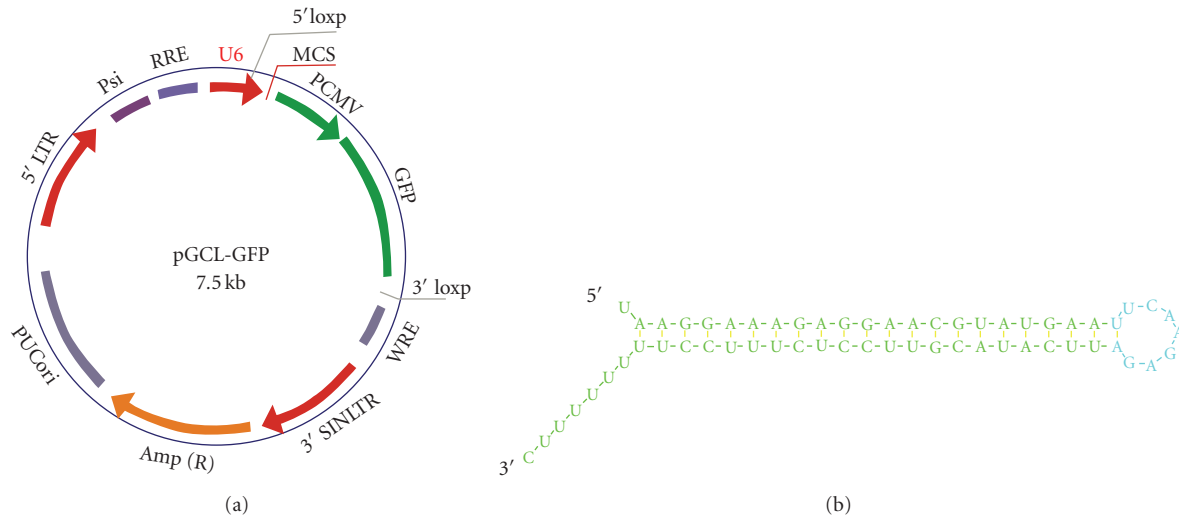 5′loxp
U6
MCS
RRE
Psi
PCMV
5′ LTR
GFP
pGCL-GFP
7.5 kb
3′ loxp
WRE
PUCori
3′ SINLTR
Amp (R)
(a)
5′
U A A G G A A A G A G G A A C G U A U G A A U U C A A G A G
U U C C U U U C U C C U U G C A U A C U U A
U U U U U C
3′
(b)